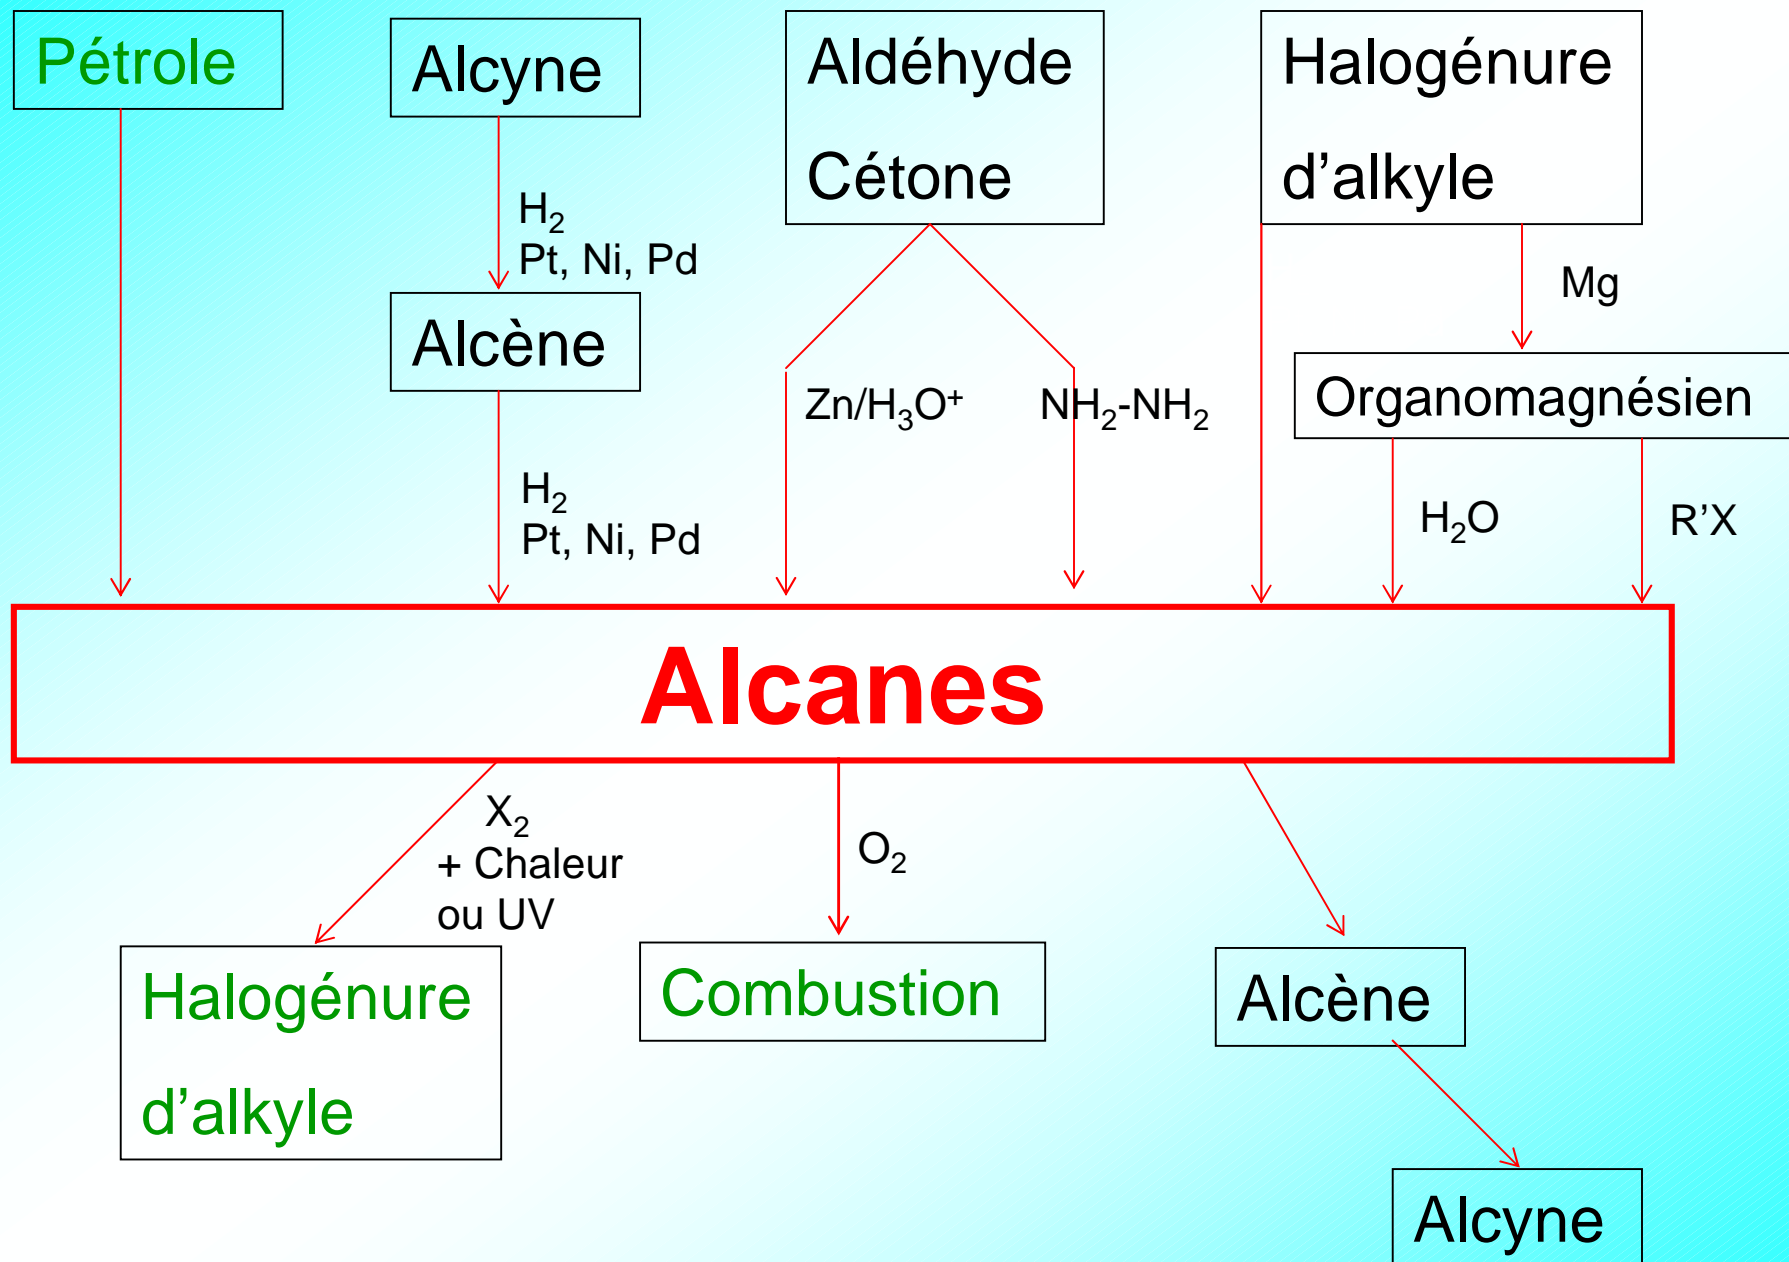 Pétrole
Alcyne
Aldéhyde
Cétone
Halogénure
d’alkyle
H₂
Pt, Ni, Pd
Mg
Alcène
Zn/H₃O⁺
NH₂-NH₂
Organomagnésien
H₂
Pt, Ni, Pd
H₂O
R’X
Alcanes
X₂
+ Chaleur
ou UV
O₂
Halogénure
d’alkyle
Combustion
Alcène
Alcyne